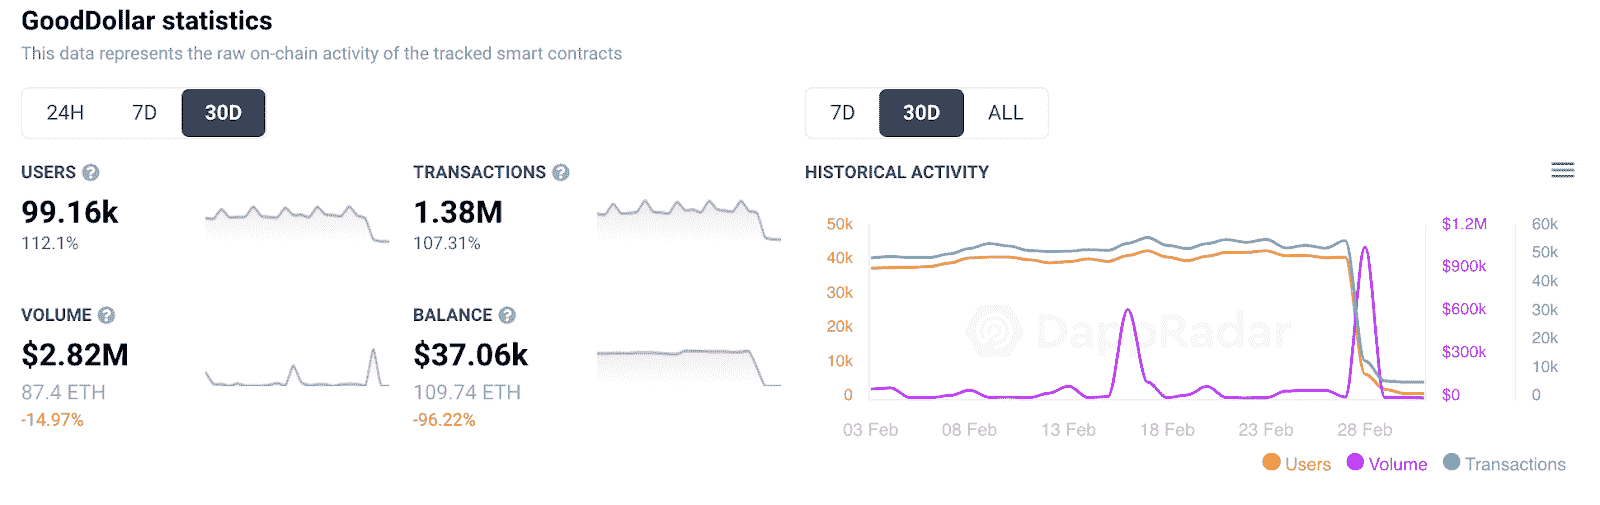 GoodDollar statistics
This data represents the raw on-chain activity of the tracked smart contracts
24H 7D 30D
7D 30D ALL
USERS ?
99.16k
112.1%
TRANSACTIONS ?
1.38M
107.31%
VOLUME ?
$2.82M
87.4 ETH
-14.97%
BALANCE ?
$37.06k
109.74 ETH
-96.22%
HISTORICAL ACTIVITY
50k $1.2M 60k
40k $900k 50k
30k $600k 40k
20k $300k 30k
10k $0 20k
0 10k
0
DappRadar
03 Feb 08 Feb 13 Feb 18 Feb 23 Feb 28 Feb
Users Volume Transactions